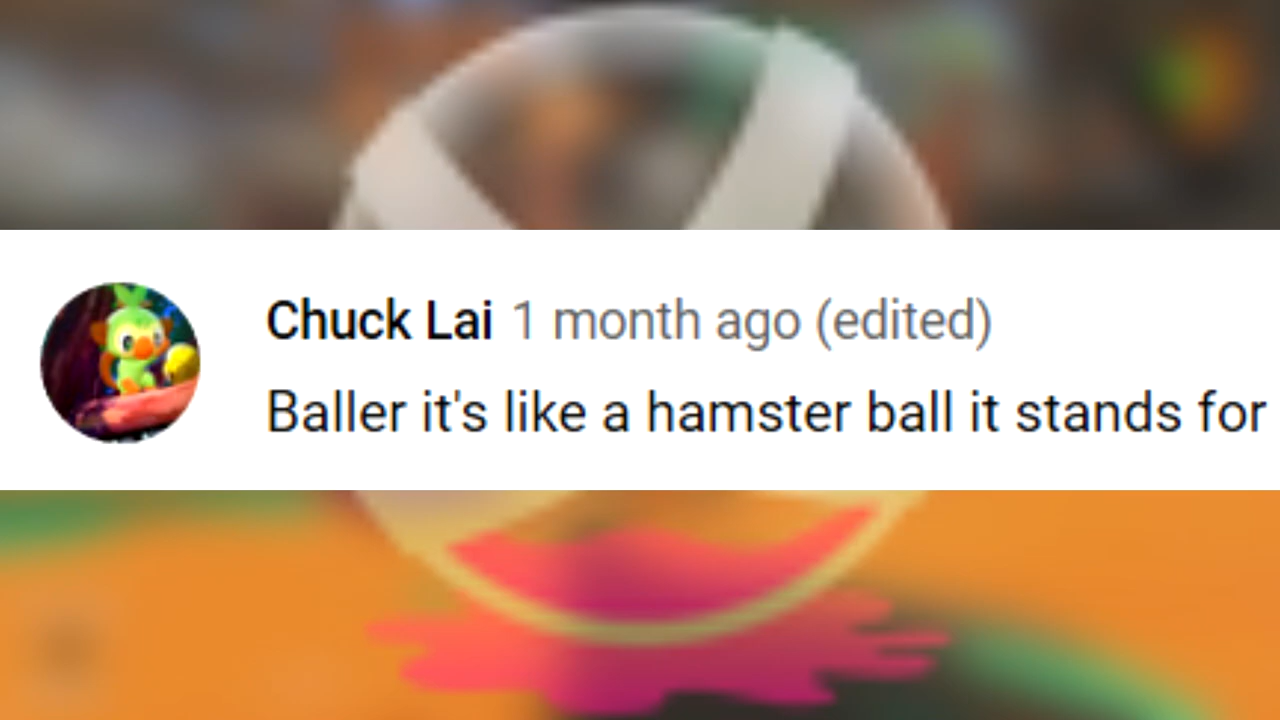 Chuck Lai 1 month ago (edited)
Baller it's like a hamster ball it stands for